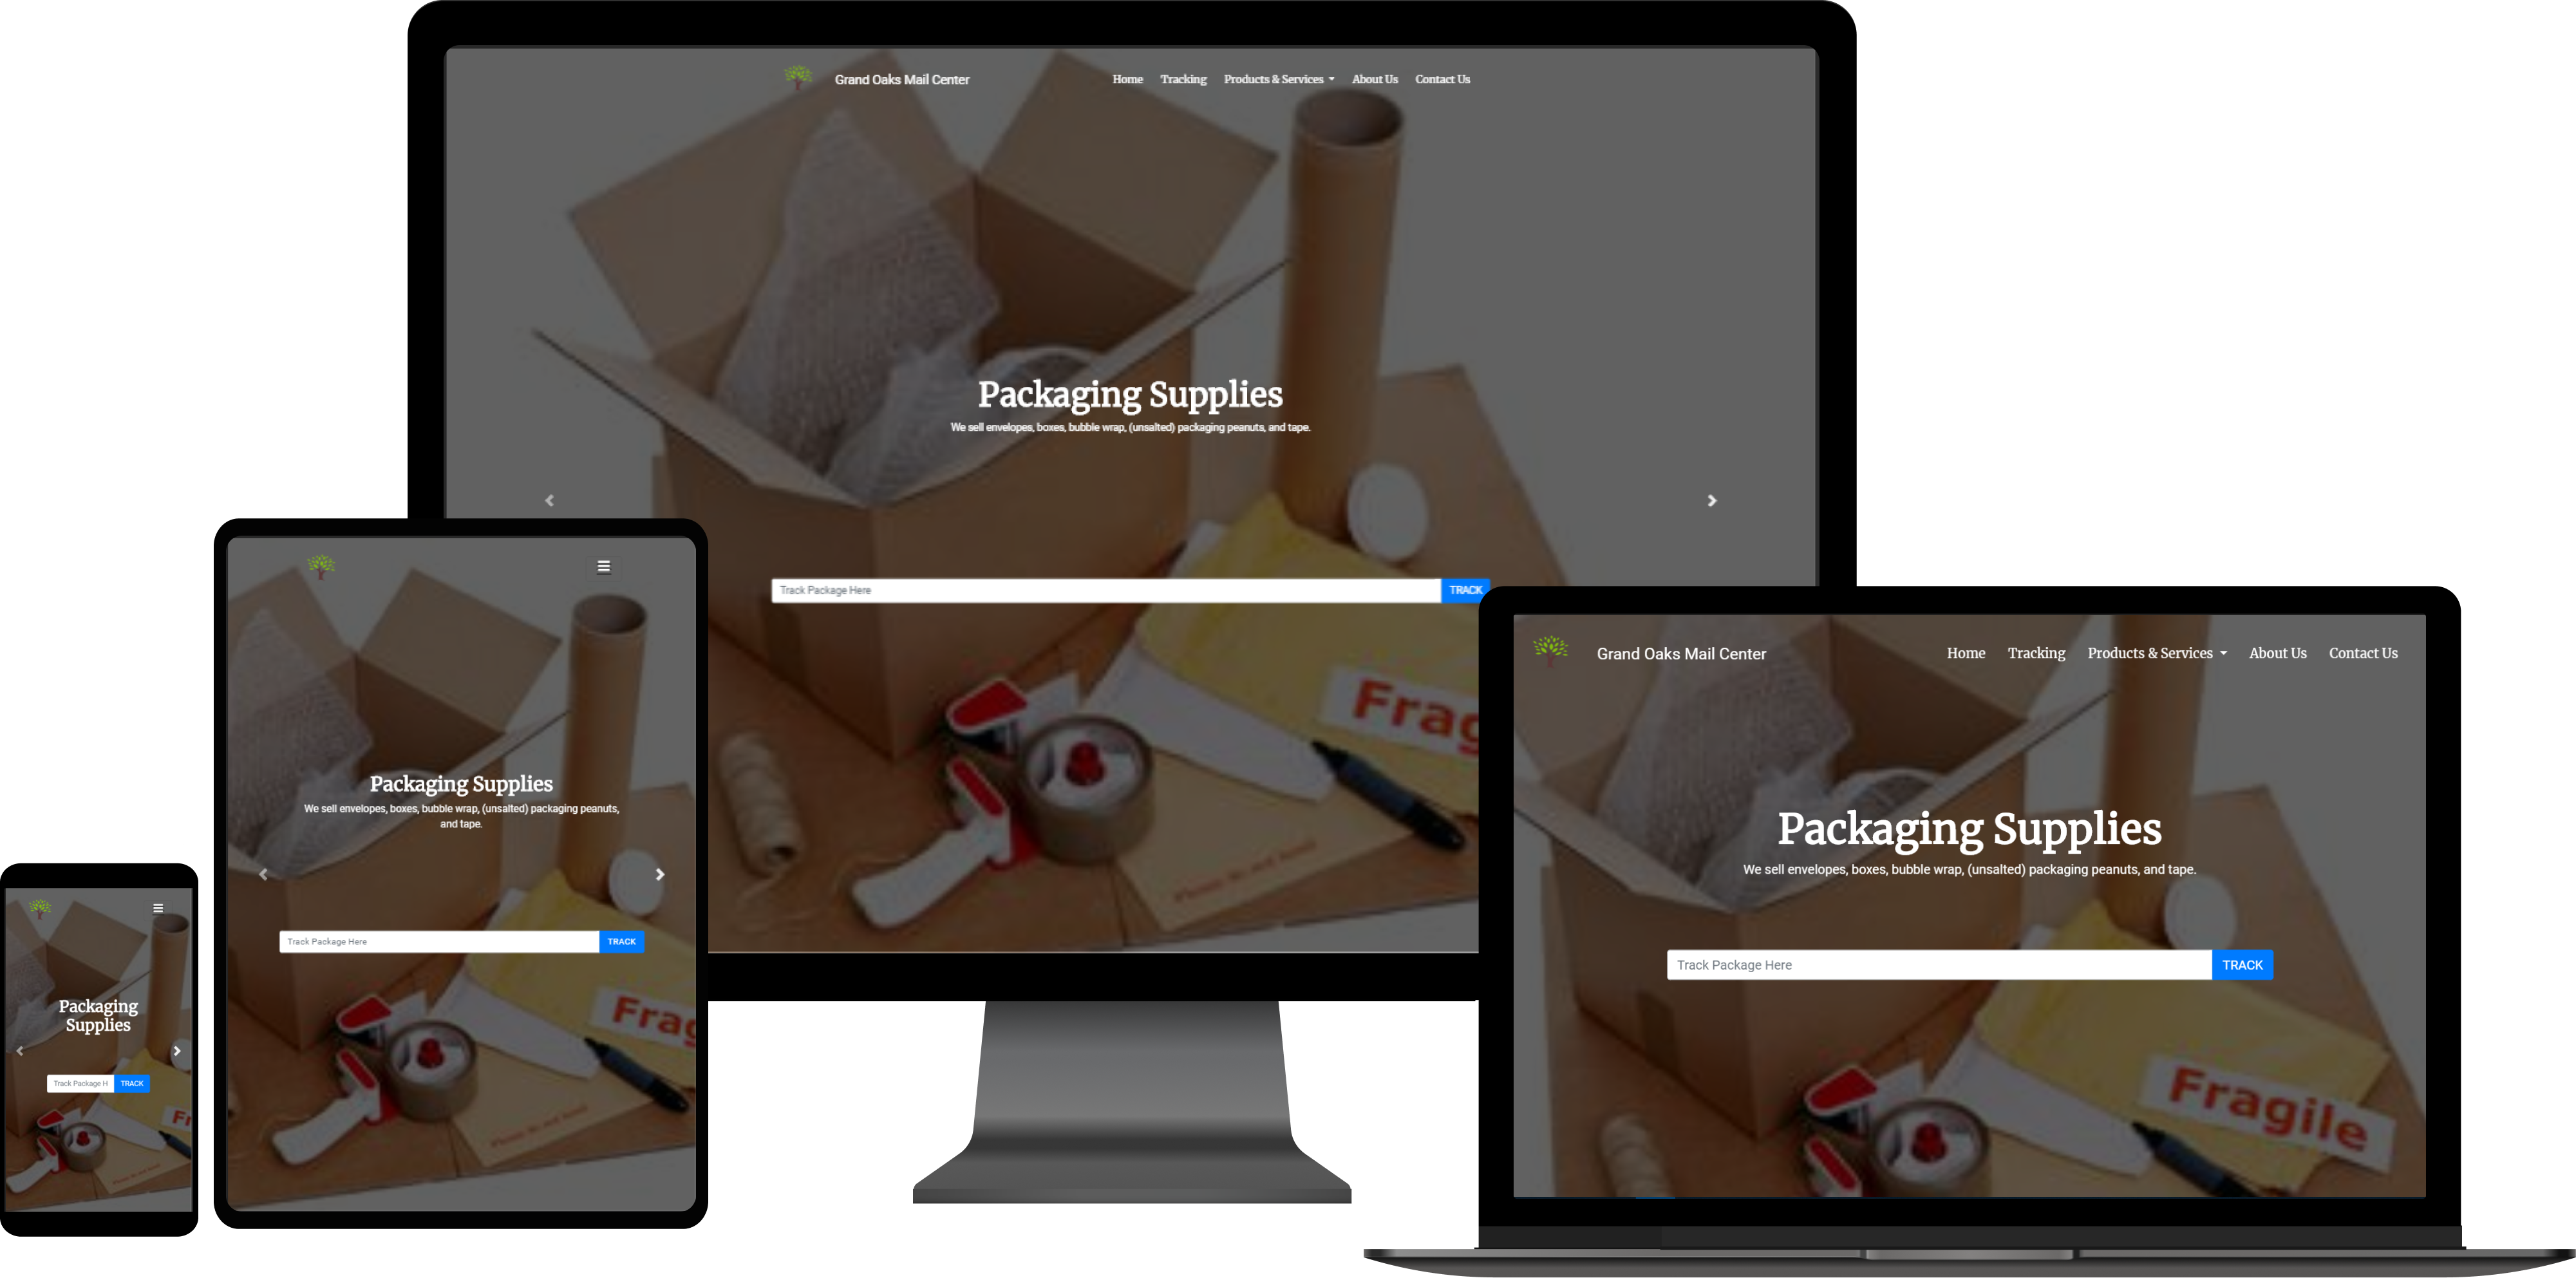 Grand Oaks Mail Center
Home Tracking Products & Services About Us Contact Us
Packaging Supplies
We sell envelopes, boxes, bubble wrap, (unsalted) packaging peanuts, and tape.
Track Package Here TRACK
Frag
Packaging Supplies
We sell envelopes, boxes, bubble wrap, (unsalted) packaging peanuts,
and tape.
Track Package Here TRACK
Frag
Packaging
Supplies
Track Package H TRACK
Fr
Grand Oaks Mail Center
Home Tracking Products & Services About Us Contact Us
Packaging Supplies
We sell envelopes, boxes, bubble wrap, (unsalted) packaging peanuts, and tape.
Track Package Here TRACK
Fragile